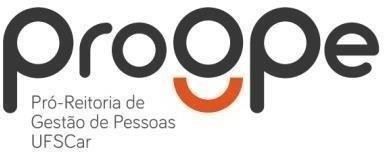 progpe
Pró-Reitoria de
Gestão de Pessoas
UFSCar